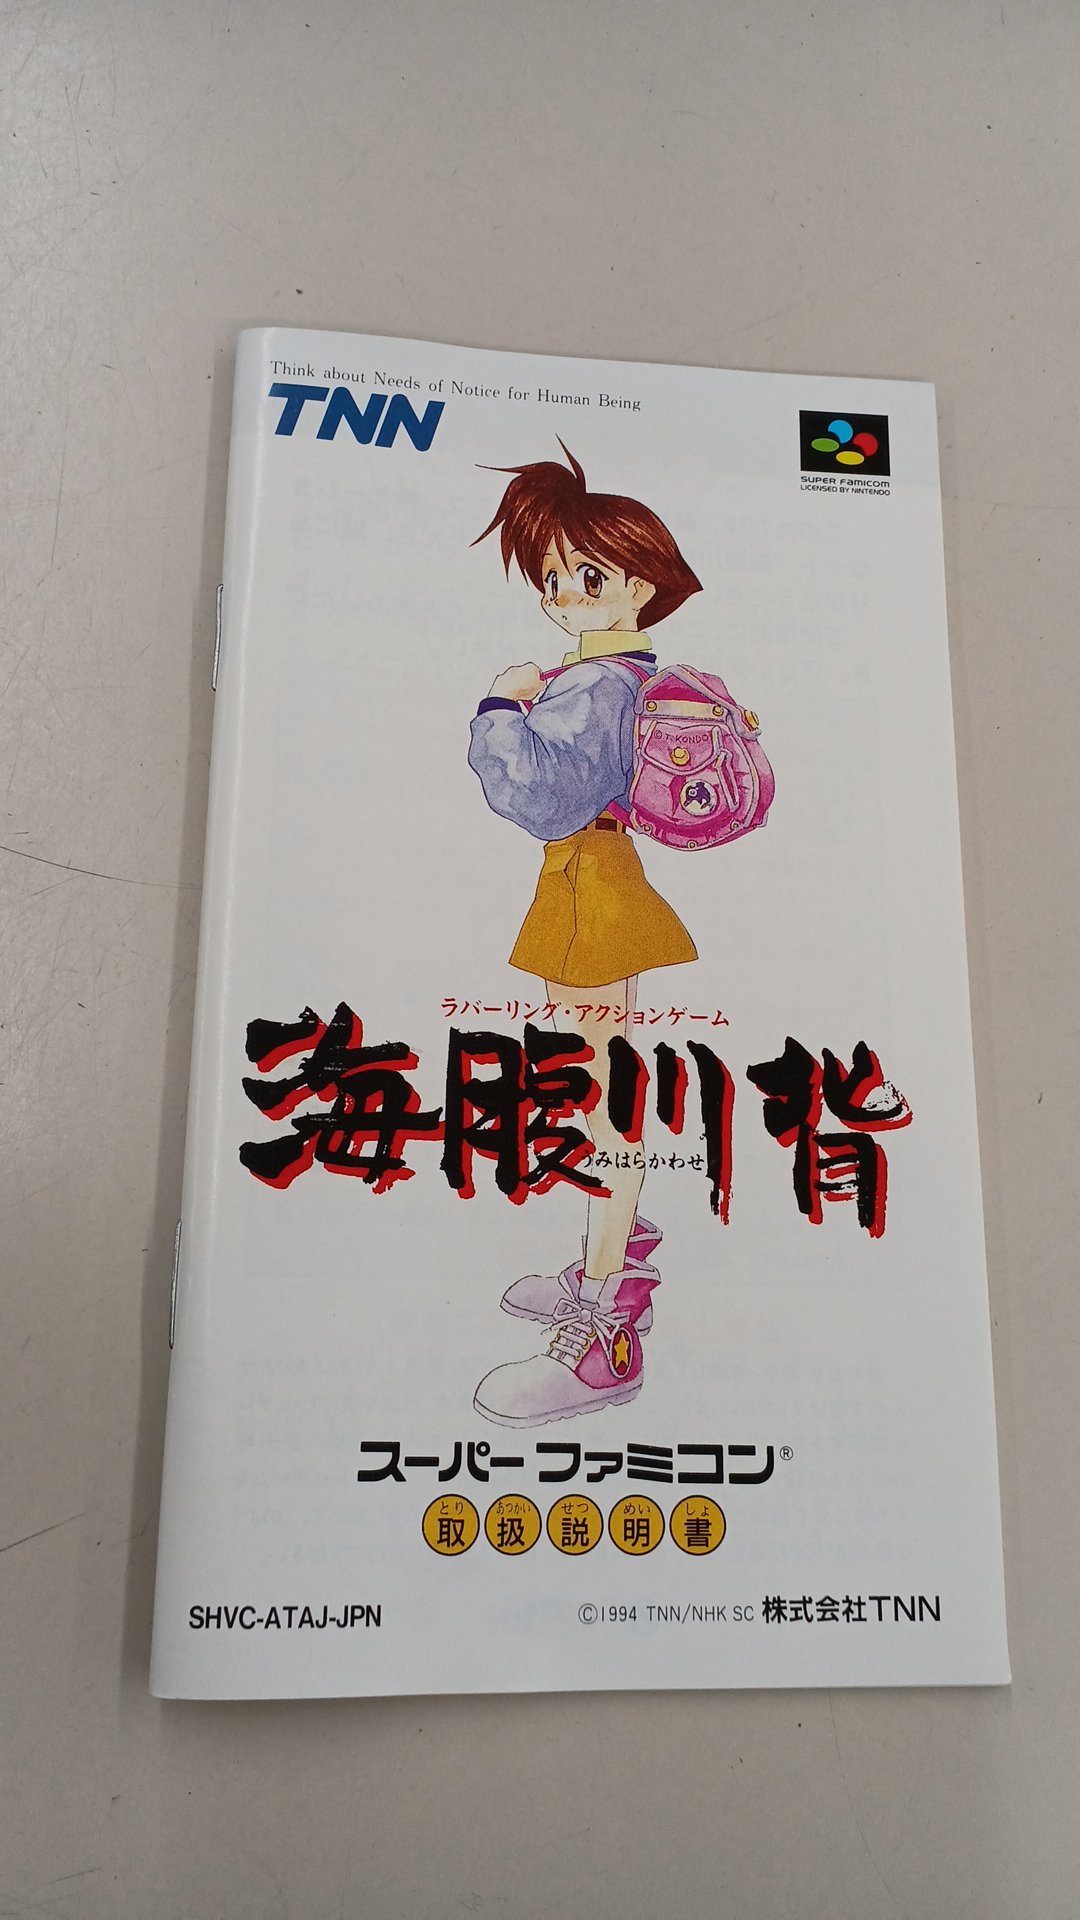 Think about Needs of Notice for Human Being
TNN
SUPER FAMICOM
LICENSED BY NINTENDO
©T. KONDO
ラバーリング・アクションゲーム
海腹川背
うみはらかわせ
スーパーファミコン®
とり あつかい せつ めい しょ
取扱説明書
SHVC-ATAJ-JPN
©1994 TNN/NHK SC 株式会社TNN